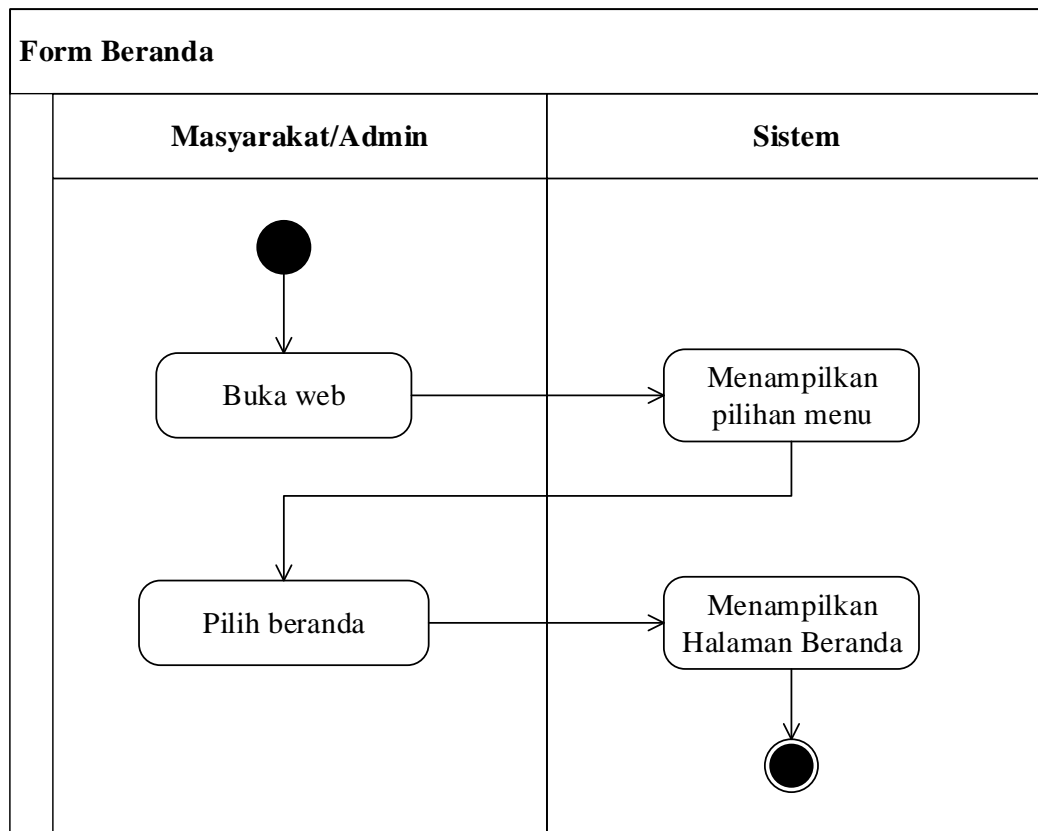 Form Beranda
Masyarakat/Admin
Sistem
Buka web
Menampilkan
pilihan menu
Pilih beranda
Menampilkan
Halaman Beranda